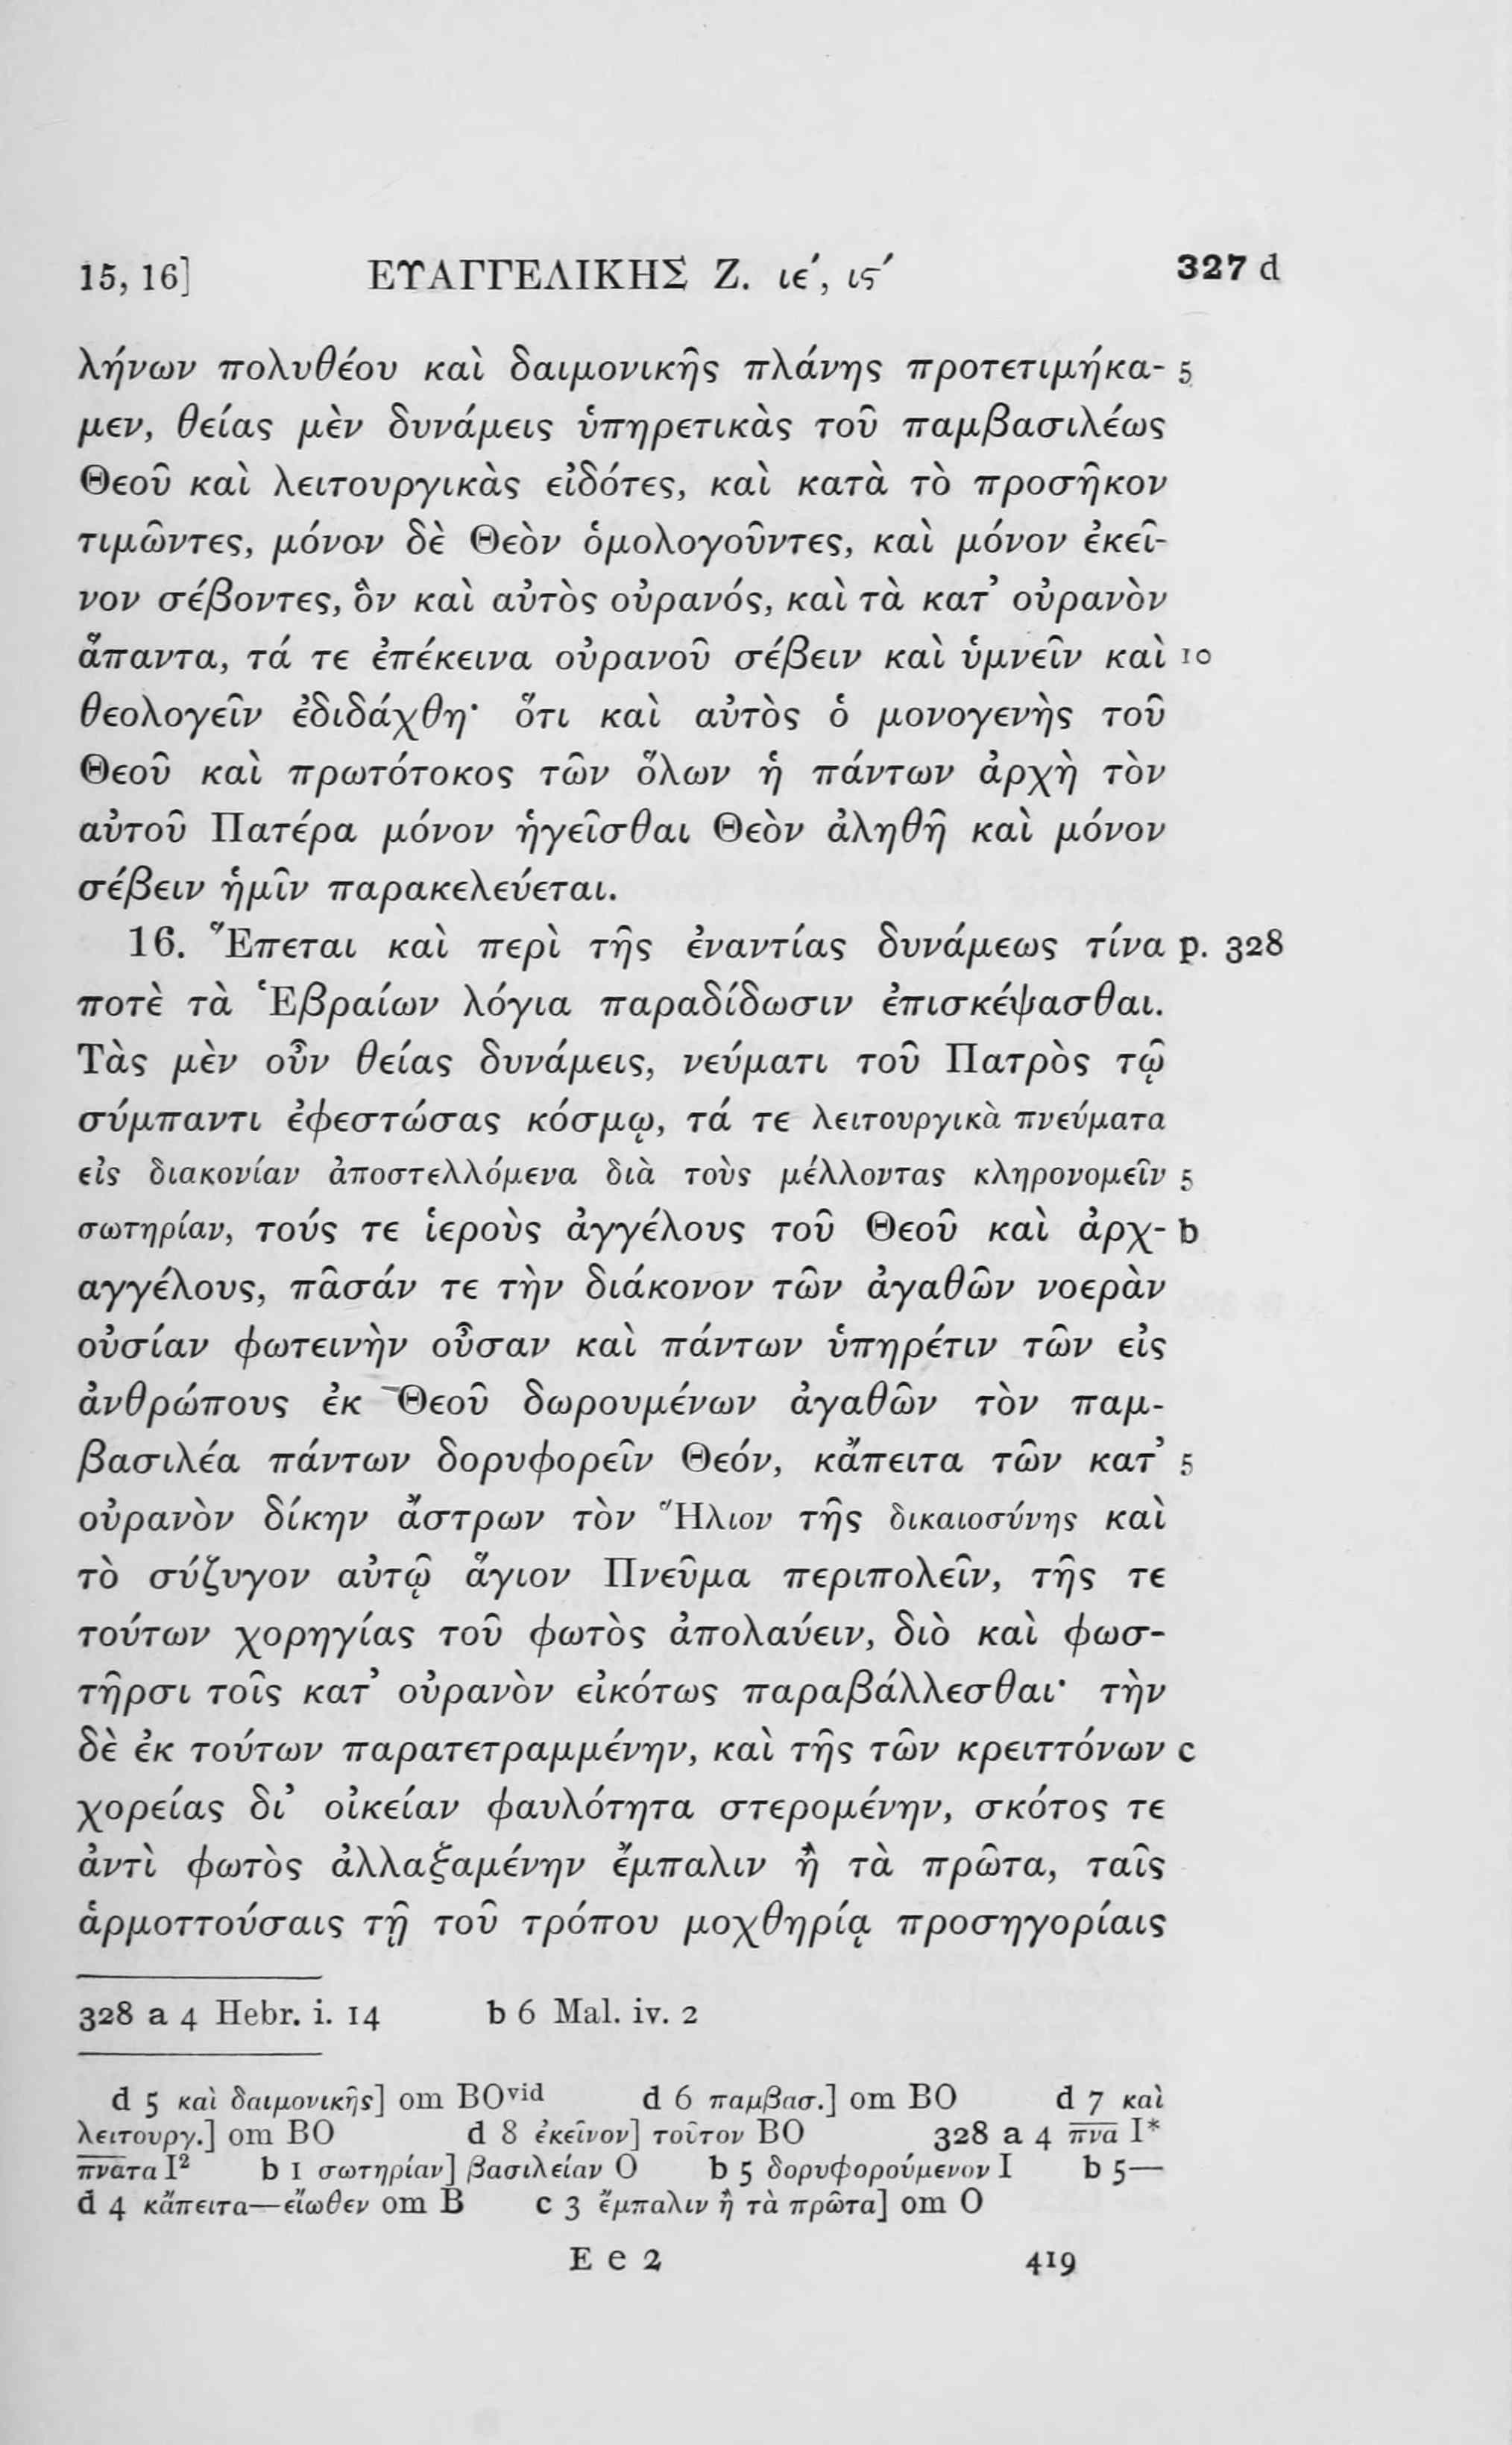 15, 16] ΕΥΑΓΓΕΛΙΚΗΣ Ζ. ιε´, ιϛ´ 327 d
λήνων πολυθέου καὶ δαιμονικῆς πλάνης προτετιμήκα- 5
μεν, θείας μὲν δυνάμεις ὑπηρετικὰς τοῦ παμβασιλέως
Θεοῦ καὶ λειτουργικὰς εἰδότες, καὶ κατὰ τὸ προσῆκον
τιμῶντες, μόνον δὲ Θεὸν ὁμολογοῦντες, καὶ μόνον ἐκεῖ-
νον σέβοντες, ὃν καὶ αὐτὸς οὐρανός, καὶ τὰ κατ’ οὐρανὸν
ἅπαντα, τά τε ἐπέκεινα οὐρανοῦ σέβειν καὶ ὑμνεῖν καὶ 10
θεολογεῖν ἐδιδάχθη· ὅτι καὶ αὐτὸς ὁ μονογενὴς τοῦ
Θεοῦ καὶ πρωτότοκος τῶν ὅλων ἡ πάντων ἀρχὴ τὸν
αὐτοῦ Πατέρα μόνον ἡγεῖσθαι Θεὸν ἀληθῆ καὶ μόνον
σέβειν ἡμῖν παρακελεύεται.
16. Ἕπεται καὶ περὶ τῆς ἐναντίας δυνάμεως τίνα p. 328
ποτὲ τὰ Ἑβραίων λόγια παραδίδωσιν ἐπισκέψασθαι.
Τὰς μὲν οὖν θείας δυνάμεις, νεύματι τοῦ Πατρὸς τῷ
σύμπαντι ἐφεστώσας κόσμῳ, τά τε λειτουργικὰ πνεύματα
εἰς διακονίαν ἀποστελλόμενα διὰ τοὺς μέλλοντας κληρονομεῖν 5
σωτηρίαν, τούς τε ἱεροὺς ἀγγέλους τοῦ Θεοῦ καὶ ἀρχ- b
αγγέλους, πᾶσάν τε τὴν διάκονον τῶν ἀγαθῶν νοερὰν
οὐσίαν φωτεινὴν οὖσαν καὶ πάντων ὑπηρέτιν τῶν εἰς
ἀνθρώπους ἐκ Θεοῦ δωρουμένων ἀγαθῶν τὸν παμ-
βασιλέα πάντων δορυφορεῖν Θεόν, κἄπειτα τῶν κατ’ 5
οὐρανὸν δίκην ἄστρων τὸν Ἥλιον τῆς δικαιοσύνης καὶ
τὸ σύζυγον αὐτῷ ἅγιον Πνεῦμα περιπολεῖν, τῆς τε
τούτων χορηγίας τοῦ φωτὸς ἀπολαύειν, διὸ καὶ φωσ-
τῆρσι τοῖς κατ’ οὐρανὸν εἰκότως παραβάλλεσθαι· τὴν
δὲ ἐκ τούτων παρατετραμμένην, καὶ τῆς τῶν κρειττόνων c
χορείας δι’ οἰκείαν φαυλότητα στερομένην, σκότος τε
ἀντὶ φωτὸς ἀλλαξαμένην ἔμπαλιν ἢ τὰ πρῶτα, ταῖς
ἁρμοττούσαις τῇ τοῦ τρόπου μοχθηρίᾳ προσηγορίαις
328 a 4 Hebr. i. 14 b 6 Mal. iv. 2
d 5 καὶ δαιμονικῆς] om BOvid d 6 παμβασ.] om BO d 7 καὶ
λειτουργ.] om BO d 8 ἐκεῖνον] τοῦτον BO 328 a 4 π̅ν̅α̅ I*
π̅ν̅α̅τα I² b 1 σωτηρίαν] βασιλείαν O b 5 δορυφορούμενον I b 5—
d 4 κἄπειτα—εἴωθεν om B c 3 ἔμπαλιν ἢ τὰ πρῶτα] om O
E e 2 419